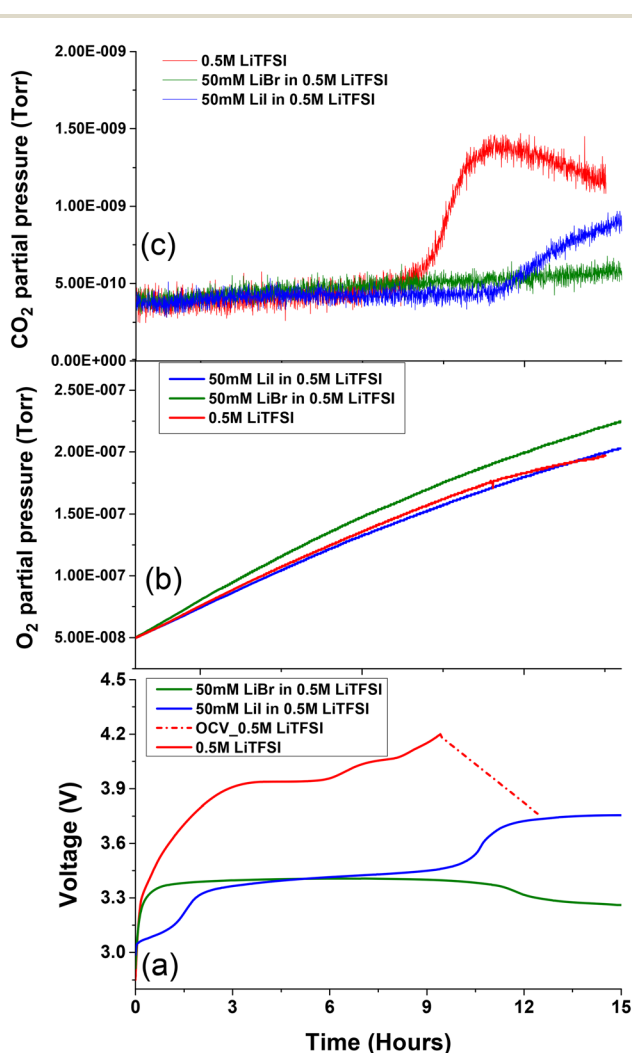 2.00E-009
0.5M LiTFSI
50mM LiBr in 0.5M LiTFSI
50mM LiI in 0.5M LiTFSI
1.50E-009
1.00E-009
(c)
5.00E-010
0.00E+000
CO2 partial pressure (Torr)
50mM LiI in 0.5M LiTFSI
50mM LiBr in 0.5M LiTFSI
0.5M LiTFSI
2.50E-007
2.00E-007
1.50E-007
1.00E-007
(b)
5.00E-008
O2 partial pressure (Torr)
4.5
50mM LiBr in 0.5M LiTFSI
50mM LiI in 0.5M LiTFSI
OCV_0.5M LiTFSI
0.5M LiTFSI
4.2
3.9
3.6
3.3
3.0
(a)
Voltage (V)
0 3 6 9 12 15
Time (Hours)